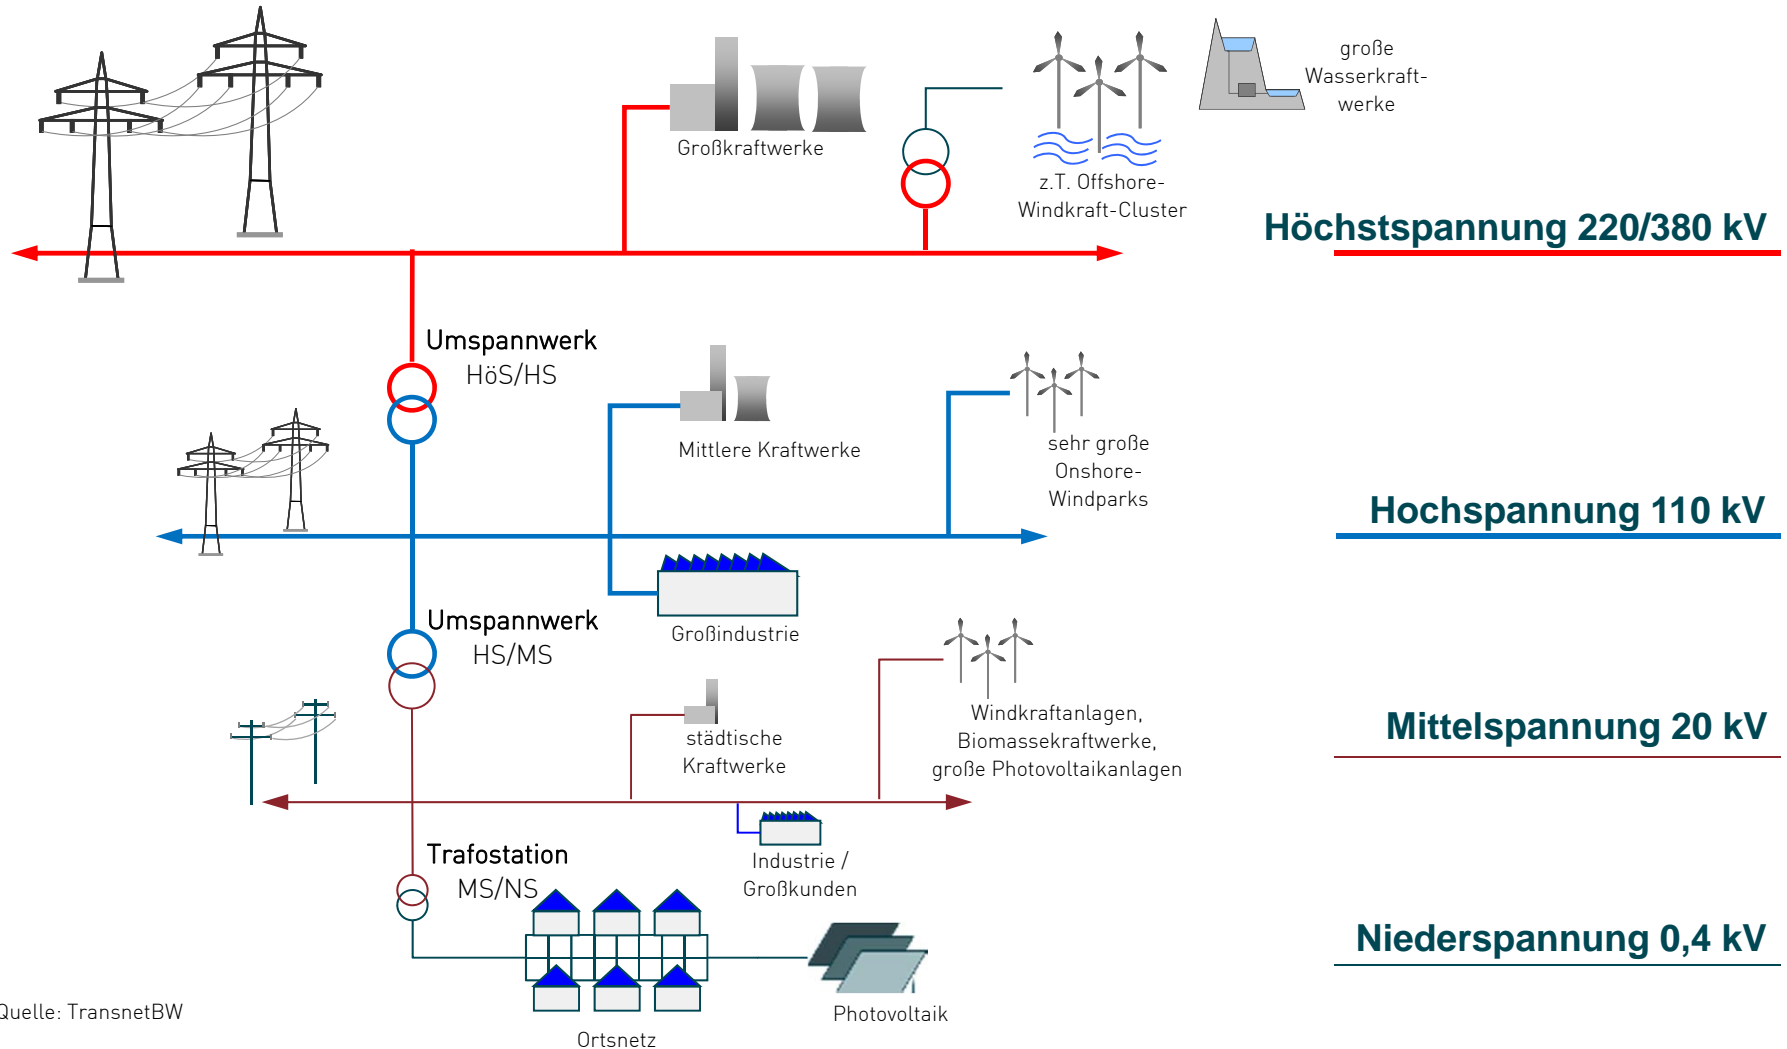 große
Wasserkraft-
werke
Großkraftwerke
z.T. Offshore-
Windkraft-Cluster
Höchstspannung 220/380 kV
Umspannwerk
HöS/HS
Mittlere Kraftwerke
sehr große
Onshore-
Windparks
Hochspannung 110 kV
Umspannwerk
HS/MS
Großindustrie
städtische
Kraftwerke
Windkraftanlagen,
Biomassekraftwerke,
große Photovoltaikanlagen
Mittelspannung 20 kV
Trafostation
MS/NS
Industrie /
Großkunden
Niederspannung 0,4 kV
Photovoltaik
Ortsnetz
Quelle: TransnetBW